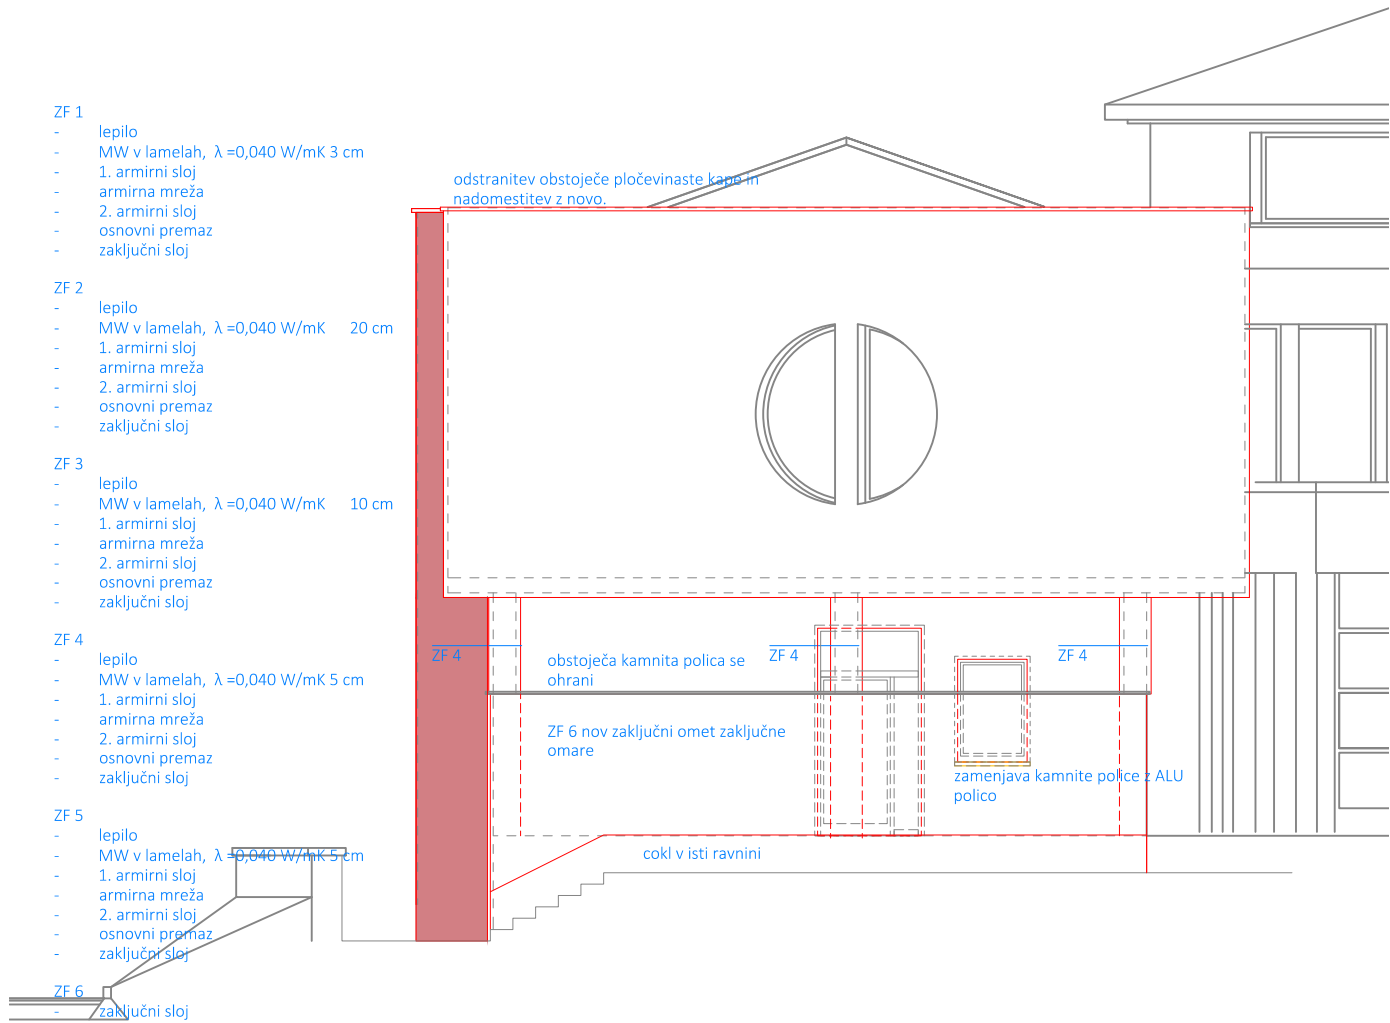 ZF 1
- lepilo
- MW v lamelah, λ =0,040 W/mK 3 cm
- 1. armirni sloj
- armirna mreža
- 2. armirni sloj
- osnovni premaz
- zaključni sloj
ZF 2
- lepilo
- MW v lamelah, λ =0,040 W/mK 20 cm
- 1. armirni sloj
- armirna mreža
- 2. armirni sloj
- osnovni premaz
- zaključni sloj
ZF 3
- lepilo
- MW v lamelah, λ =0,040 W/mK 10 cm
- 1. armirni sloj
- armirna mreža
- 2. armirni sloj
- osnovni premaz
- zaključni sloj
ZF 4
- lepilo
- MW v lamelah, λ =0,040 W/mK 5 cm
- 1. armirni sloj
- armirna mreža
- 2. armirni sloj
- osnovni premaz
- zaključni sloj
ZF 5
- lepilo
- MW v lamelah, λ =0,040 W/mK 5 cm
- 1. armirni sloj
- armirna mreža
- 2. armirni sloj
- osnovni premaz
- zaključni sloj
ZF 6
- zaključni sloj
odstranitev obstoječe pločevinaste kape in
nadomestitev z novo.
ZF 4
ZF 4
ZF 4
obstoječa kamnita polica se
ohrani
ZF 6 nov zaključni omet zaključne
omare
zamenjava kamnite police z ALU
polico
cokl v isti ravnini